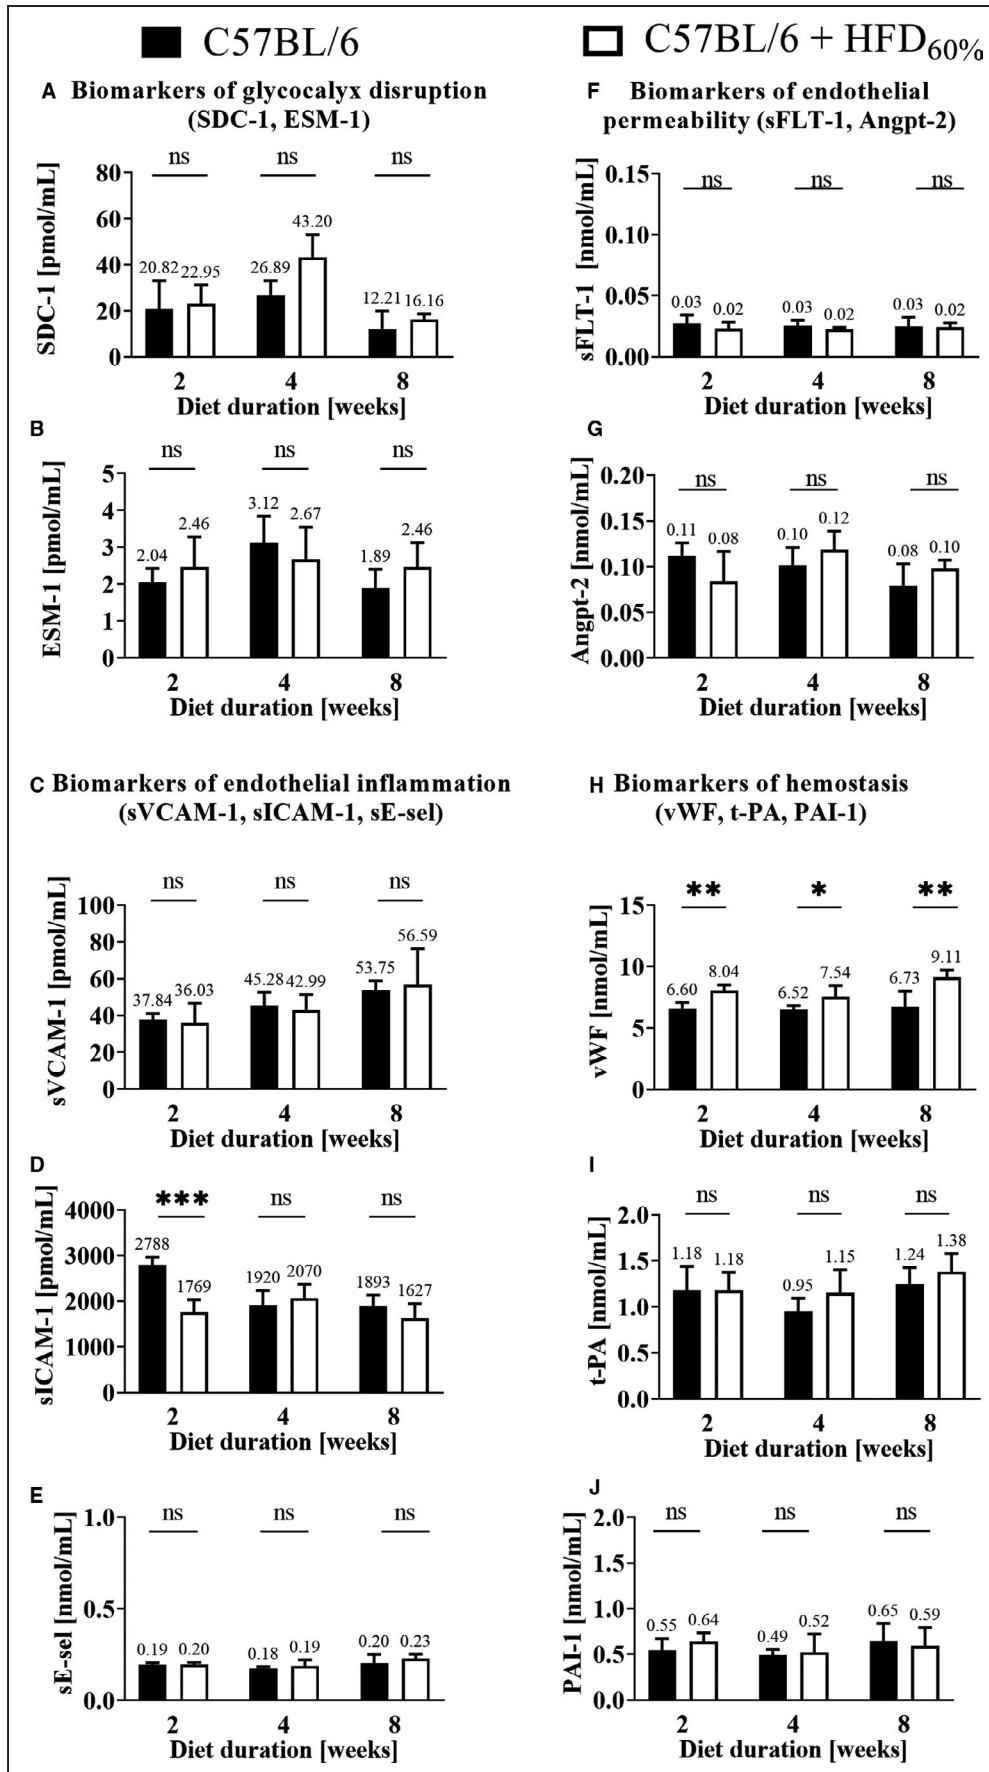 C57BL/6
C57BL/6 + HFD60%
A Biomarkers of glycocalyx disruption
(SDC-1, ESM-1)
ns ns ns
SDC-1 [pmol/mL]
80
60
40
20
0
20.82 22.95 26.89 43.20 12.21 16.16
2 4 8
Diet duration [weeks]
B
ns ns ns
ESM-1 [pmol/mL]
5
4
3
2
1
0
2.04 2.46 3.12 2.67 1.89 2.46
2 4 8
Diet duration [weeks]
C Biomarkers of endothelial inflammation
(sVCAM-1, sICAM-1, sE-sel)
ns ns ns
sVCAM-1 [pmol/mL]
100
80
60
40
20
0
37.84 36.03 45.28 42.99 53.75 56.59
2 4 8
Diet duration [weeks]
D
*** ns ns
sICAM-1 [pmol/mL]
4000
3000
2000
1000
0
2788 1769 1920 2070 1893 1627
2 4 8
Diet duration [weeks]
E
ns ns ns
sE-sel [nmol/mL]
1.0
0.5
0.0
0.19 0.20 0.18 0.19 0.20 0.23
2 4 8
Diet duration [weeks]
F Biomarkers of endothelial
permeability (sFLT-1, Angpt-2)
ns ns ns
sFLT-1 [nmol/mL]
0.15
0.10
0.05
0.00
0.03 0.02 0.03 0.02 0.03 0.02
2 4 8
Diet duration [weeks]
G
ns ns ns
Angpt-2 [nmol/mL]
0.20
0.15
0.10
0.05
0.00
0.11 0.08 0.10 0.12 0.08 0.10
2 4 8
Diet duration [weeks]
H Biomarkers of hemostasis
(vWF, t-PA, PAI-1)
** * **
vWF [nmol/mL]
15
10
5
0
6.60 8.04 6.52 7.54 6.73 9.11
2 4 8
Diet duration [weeks]
I
ns ns ns
t-PA [nmol/mL]
2.0
1.5
1.0
0.5
0.0
1.18 1.18 0.95 1.15 1.24 1.38
2 4 8
Diet duration [weeks]
J
ns ns ns
PAI-1 [nmol/mL]
2.0
1.5
1.0
0.5
0.0
0.55 0.64 0.49 0.52 0.65 0.59
2 4 8
Diet duration [weeks]